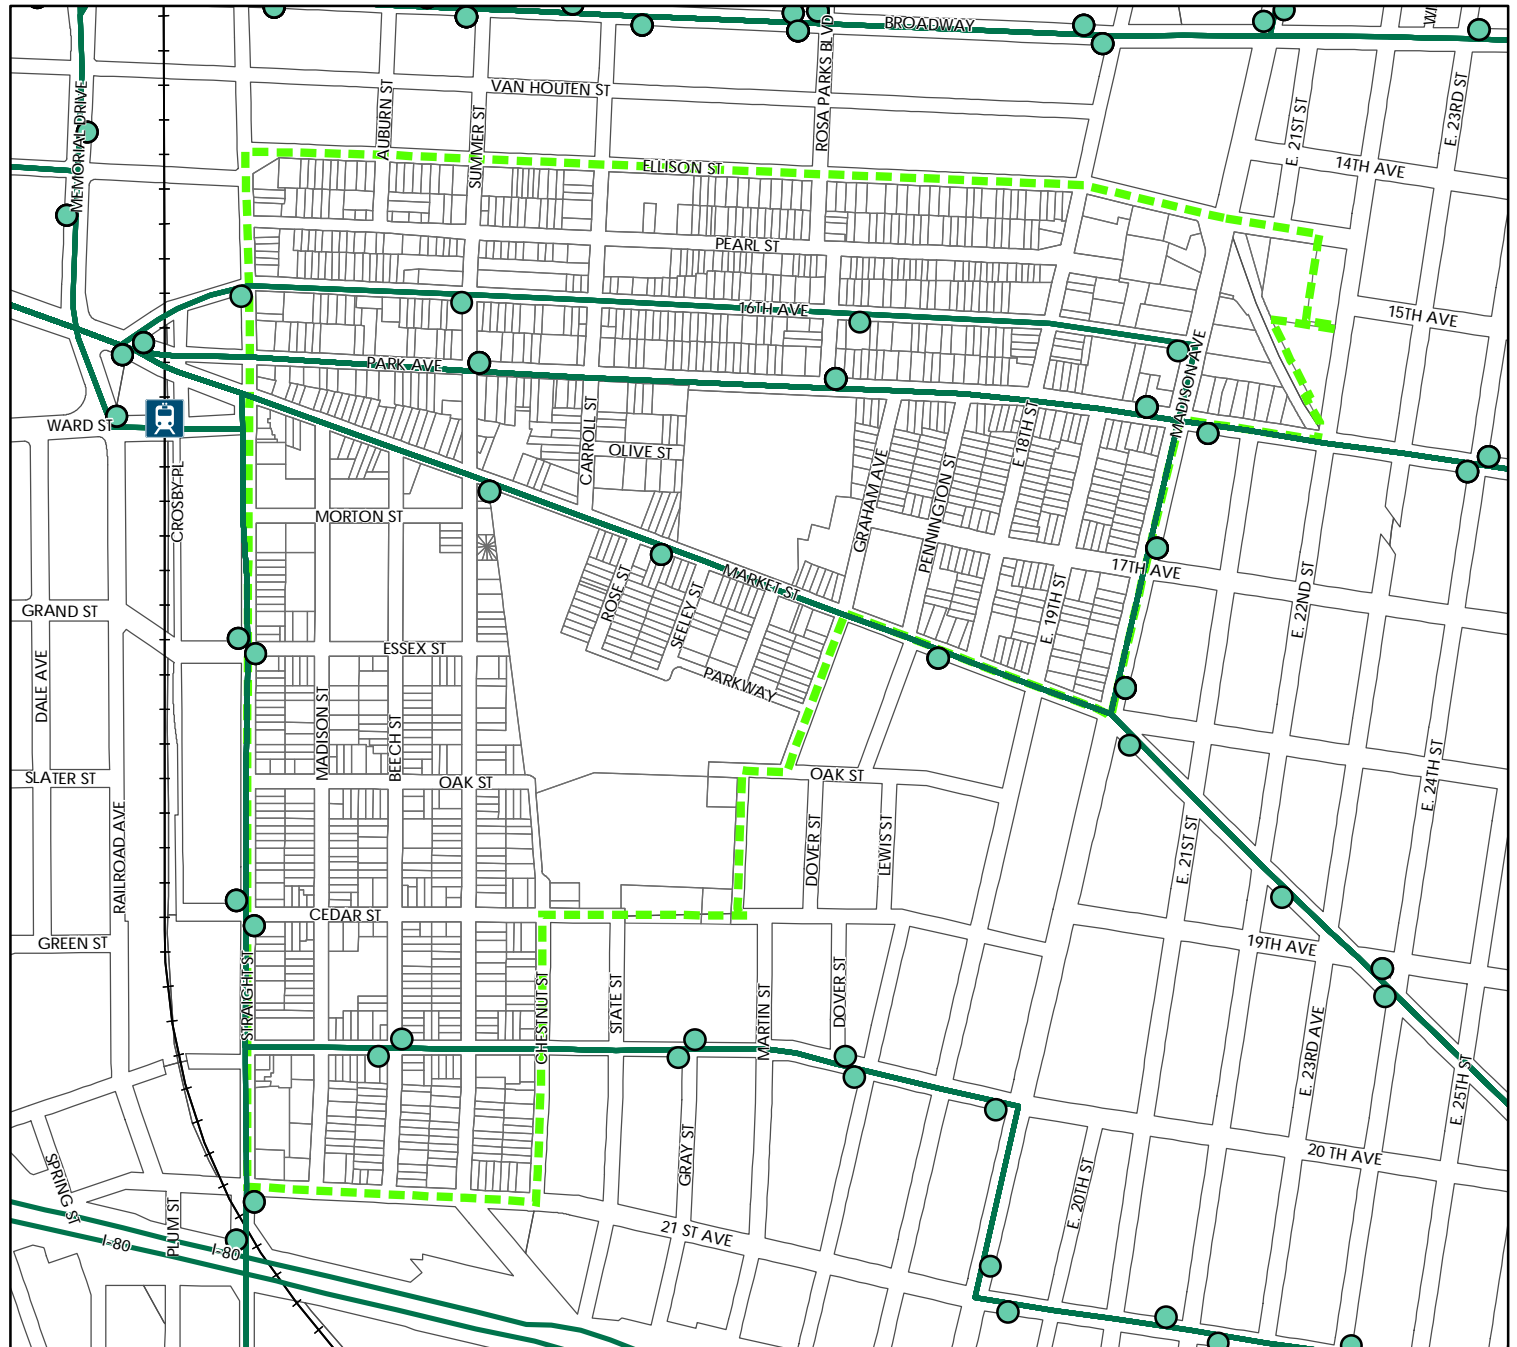 BROADWAY
WI
VAN HOUTEN ST
AUBURN ST
SUMMER ST
ROSA PARKS BLVD
MEMORIAL DRIVE
E. 21ST ST
E. 23RD ST
14TH AVE
ELLISON ST
PEARL ST
16TH AVE
15TH AVE
PARK AVE
MADISON AVE
WARD ST
CARROLL ST
OLIVE ST
E 18TH ST
GRAHAM AVE
PENNINGTON ST
CROSBY PL
MORTON ST
MARKET ST
17TH AVE
ROSE ST
SEELEY ST
E. 19TH ST
E. 22ND ST
GRAND ST
ESSEX ST
PARKWAY
DALE AVE
MADISON ST
BEECH ST
SLATER ST
OAK ST
OAK ST
E. 24TH ST
RAILROAD AVE
DOVER ST
LEWIS ST
E. 21ST ST
CEDAR ST
GREEN ST
19TH AVE
STRAIGHT ST
CHESTNUT ST
STATE ST
MARTIN ST
DOVER ST
E. 23RD AVE
E. 25TH ST
GRAY ST
20 TH AVE
SPRING ST
PLUM ST
E. 20TH ST
21 ST AVE
I-80
I-80